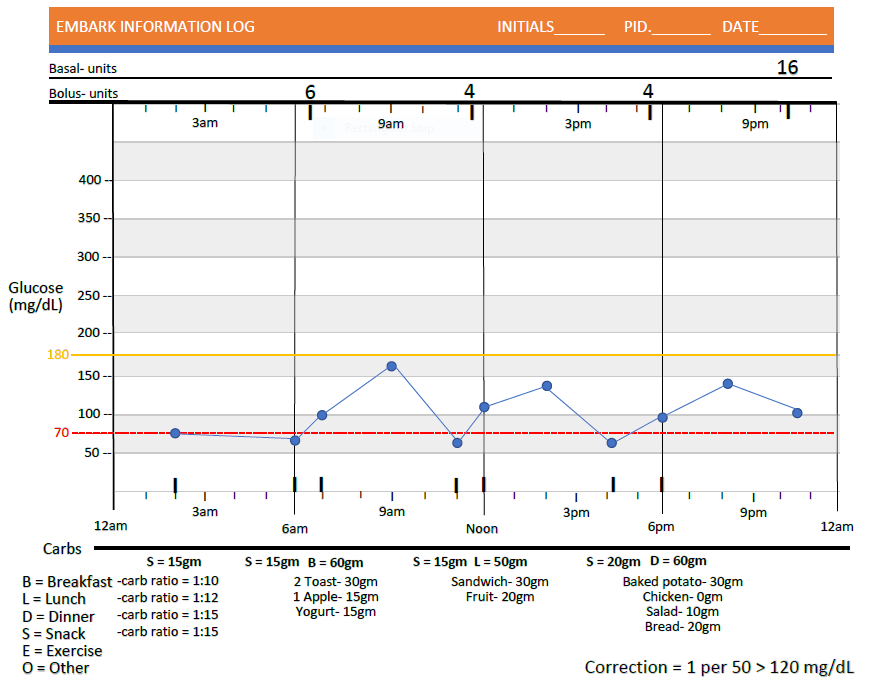 EMBARK INFORMATION LOG INITIALS______ PID._______ DATE________
Basal- units 16
Bolus- units 6 4 4
3am 9am 3pm 9pm
400 --
350 --
300 --
Glucose
(mg/dL)
250 --
200 --
180
150 --
100 --
70
50 --
3am 9am 3pm 9pm
12am 6am Noon 6pm 12am
Carbs
S = 15gm S = 15gm B = 60gm S = 15gm L = 50gm S = 20gm D = 60gm
B = Breakfast -carb ratio = 1:10 2 Toast- 30gm Sandwich- 30gm Baked potato- 30gm
L = Lunch -carb ratio = 1:12 1 Apple- 15gm Fruit- 20gm Chicken- 0gm
D = Dinner -carb ratio = 1:15 Yogurt- 15gm Salad- 10gm
S = Snack -carb ratio = 1:15 Bread- 20gm
E = Exercise
O = Other
Correction = 1 per 50 > 120 mg/dL